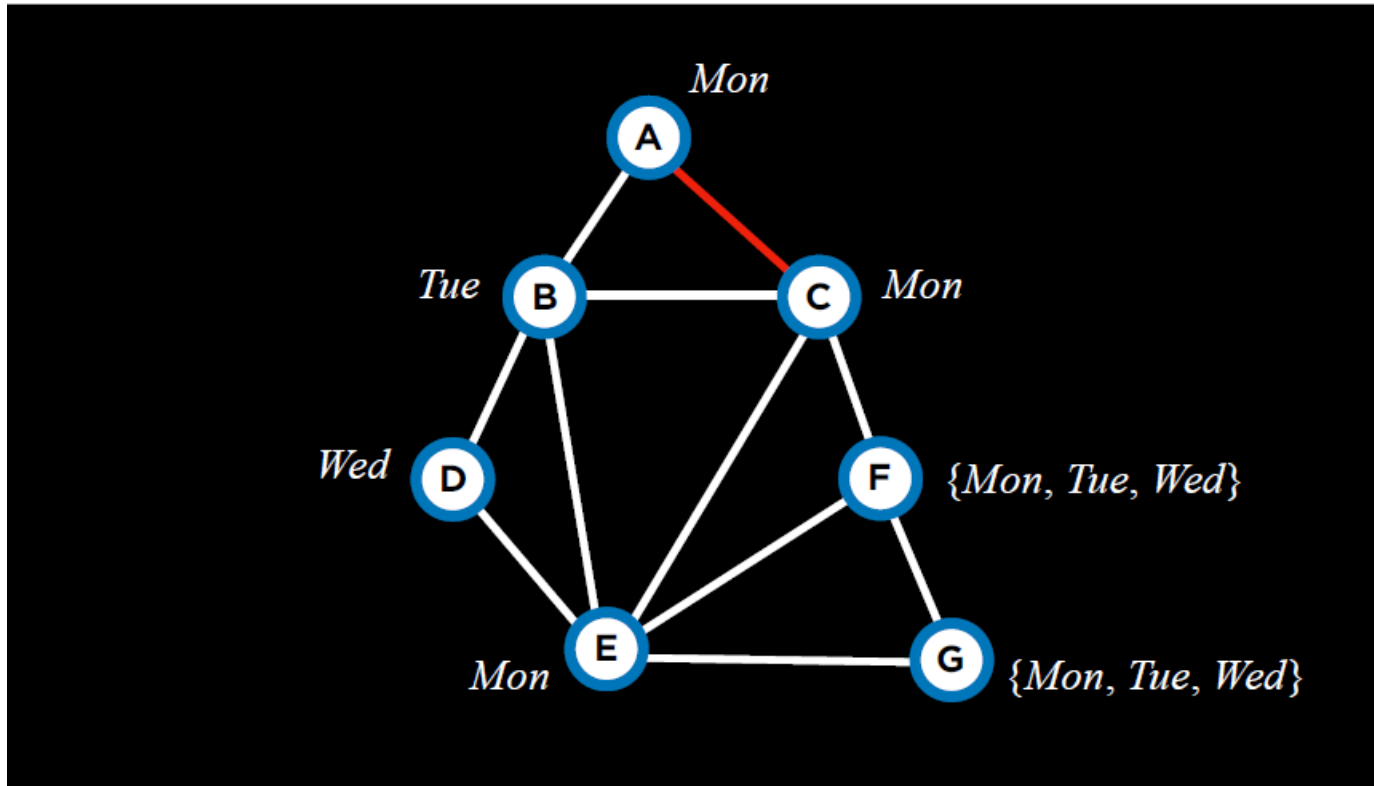 Mon
A
Tue B C Mon
Wed D F {Mon, Tue, Wed}
E G
Mon {Mon, Tue, Wed}